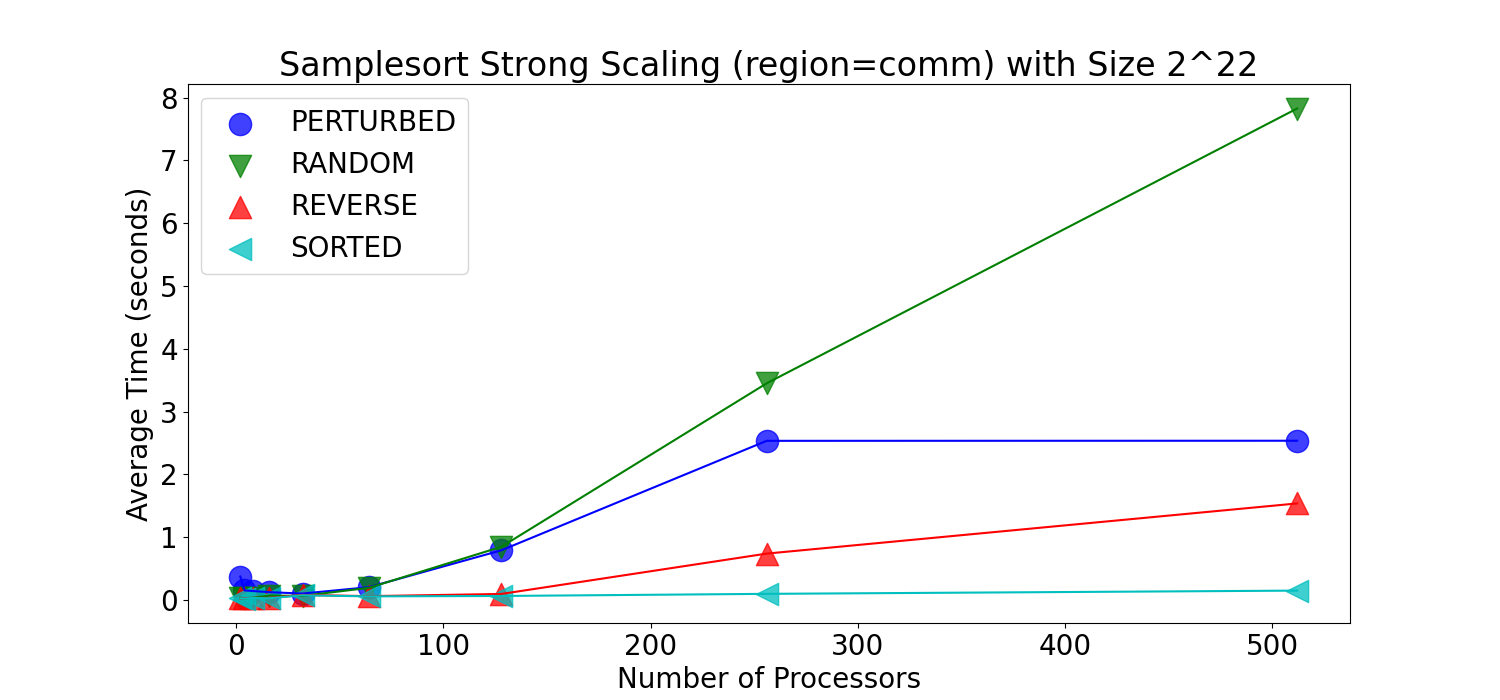 Samplesort Strong Scaling (region=comm) with Size 2^22
8
7
6
5
4
3
2
1
0
Average Time (seconds)
PERTURBED
RANDOM
REVERSE
SORTED
0 100 200 300 400 500
Number of Processors